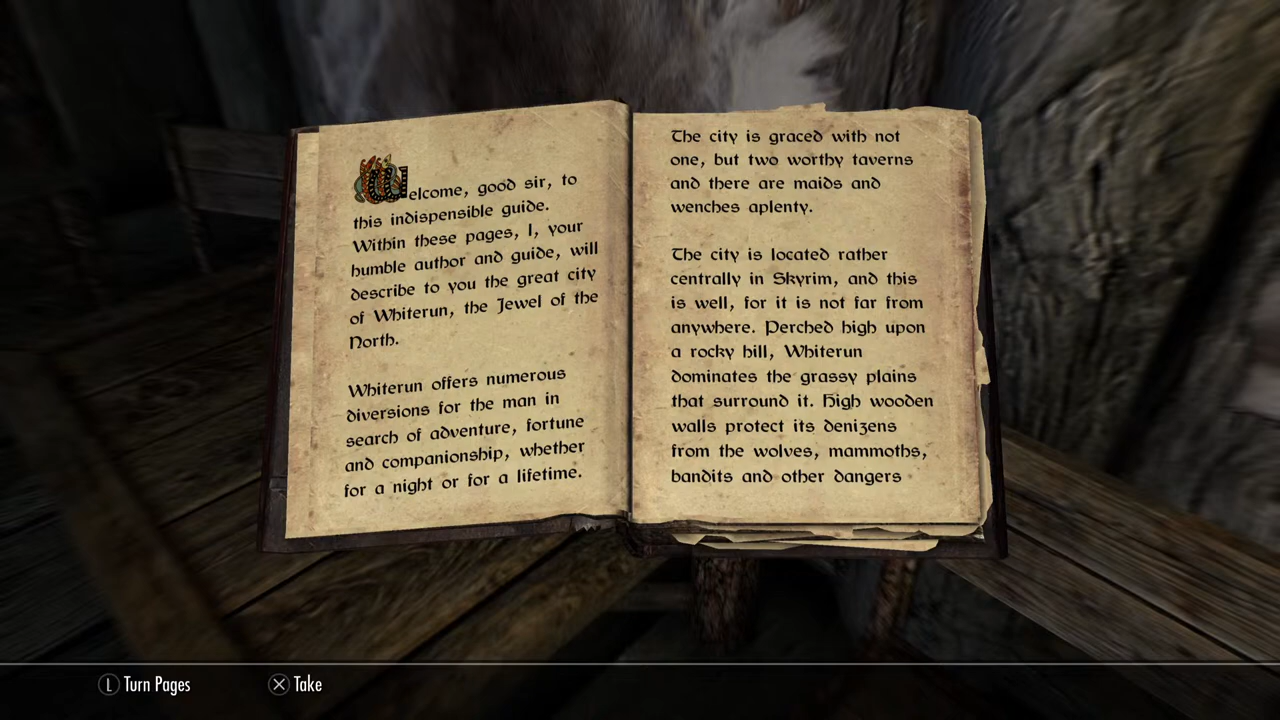 Welcome, good sir, to
this indispensible guide.
Within these pages, I, your
humble author and guide, will
describe to you the great city
of Whiterun, the Jewel of the
North.
Whiterun offers numerous
diversions for the man in
search of adventure, fortune
and companionship, whether
for a night or for a lifetime.
The city is graced with not
one, but two worthy taverns
and there are maids and
wenches aplenty.
The city is located rather
centrally in Skyrim, and this
is well, for it is not far from
anywhere. Perched high upon
a rocky hill, Whiterun
dominates the grassy plains
that surround it. High wooden
walls protect its denizens
from the wolves, mammoths,
bandits and other dangers
L Turn Pages
X Take